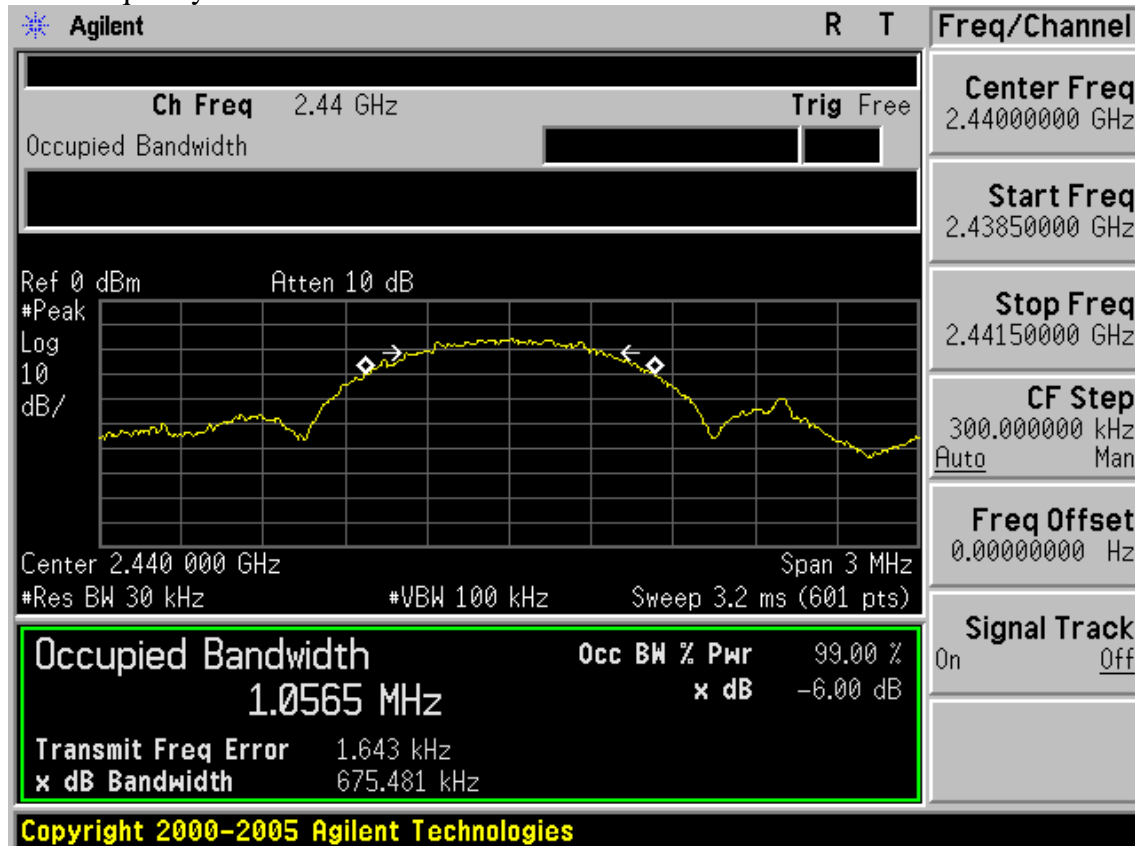 Agilent R T
Ch Freq 2.44 GHz Trig Free
Occupied Bandwidth
Ref 0 dBm Atten 10 dB
#Peak
Log
10
dB/
Center 2.440 000 GHz Span 3 MHz
#Res BW 30 kHz #VBW 100 kHz Sweep 3.2 ms (601 pts)
Occupied Bandwidth Occ BW % Pwr 99.00 %
1.0565 MHz x dB -6.00 dB
Transmit Freq Error 1.643 kHz
x dB Bandwidth 675.481 kHz
Copyright 2000-2005 Agilent Technologies
Freq/Channel
Center Freq
2.44000000 GHz
Start Freq
2.43850000 GHz
Stop Freq
2.44150000 GHz
CF Step
300.000000 kHz
Auto Man
Freq Offset
0.00000000 Hz
Signal Track
On Off